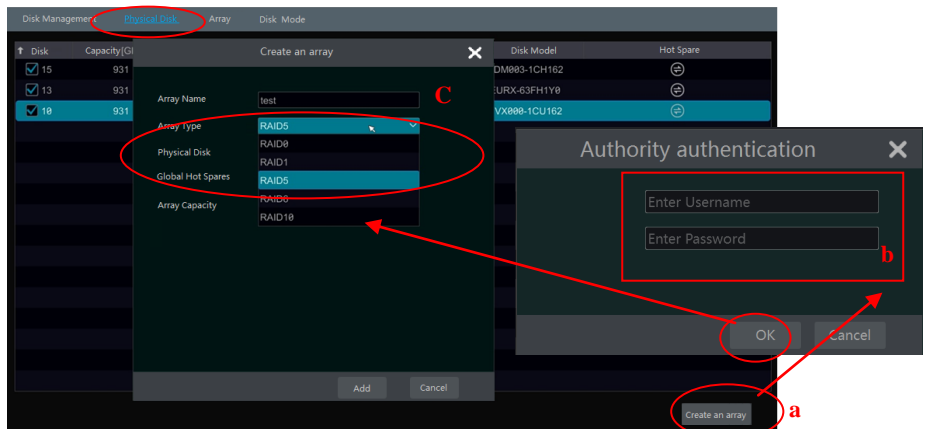 Disk Management Physical Disk Array Disk Mode
↑ Disk Capacity[G Create an array Disk Model Hot Spare
15 931 DM003-1CH162
13 931 URX-63FH1Y0
10 931 VX000-1CU162
Array Name test C
Array Type RAID5
Physical Disk RAID0
RAID1
Global Hot Spares RAID5
Array Capacity RAID6
RAID10
Add Cancel
Authority authentication
Enter Username
Enter Password
b
OK Cancel
Create an array a